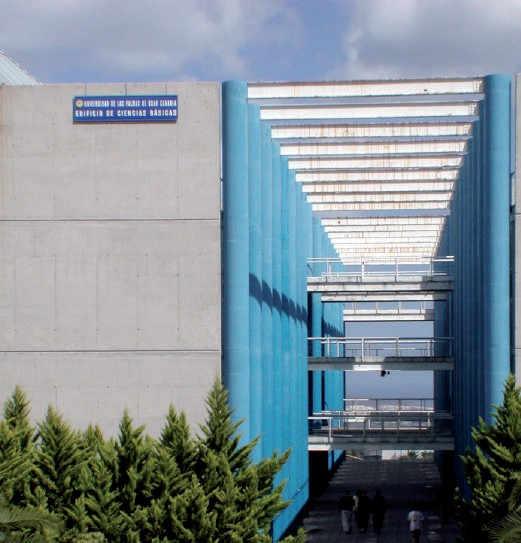 UNIVERSIDAD DE LAS PALMAS DE GRAN CANARIA
EDIFICIO DE CIENCIAS BÁSICAS